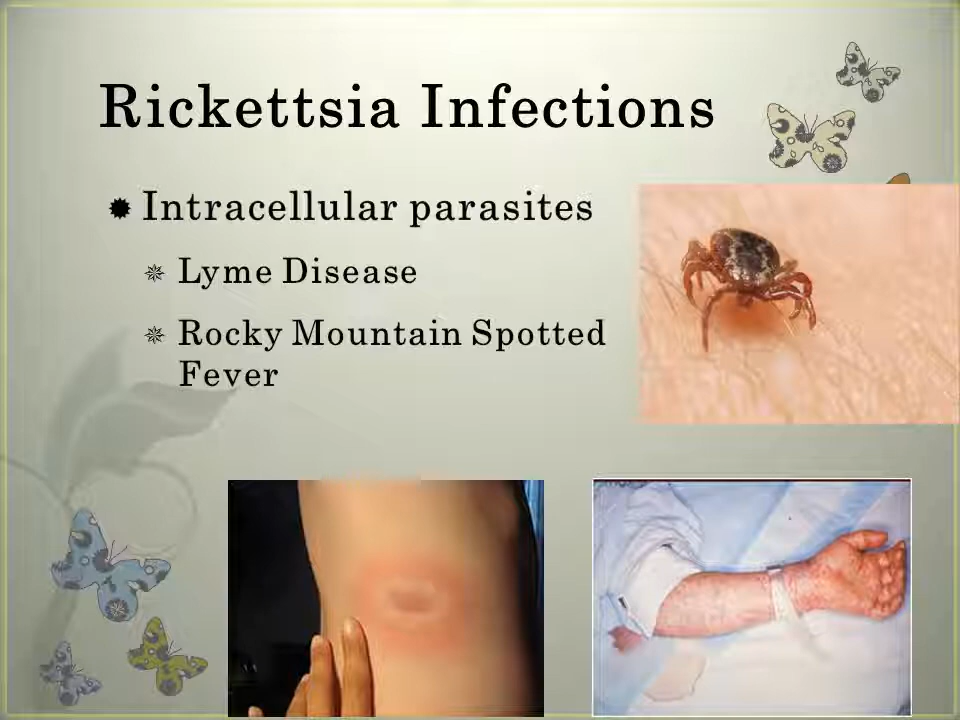 Rickettsia Infections
Intracellular parasites
Lyme Disease
Rocky Mountain Spotted
Fever